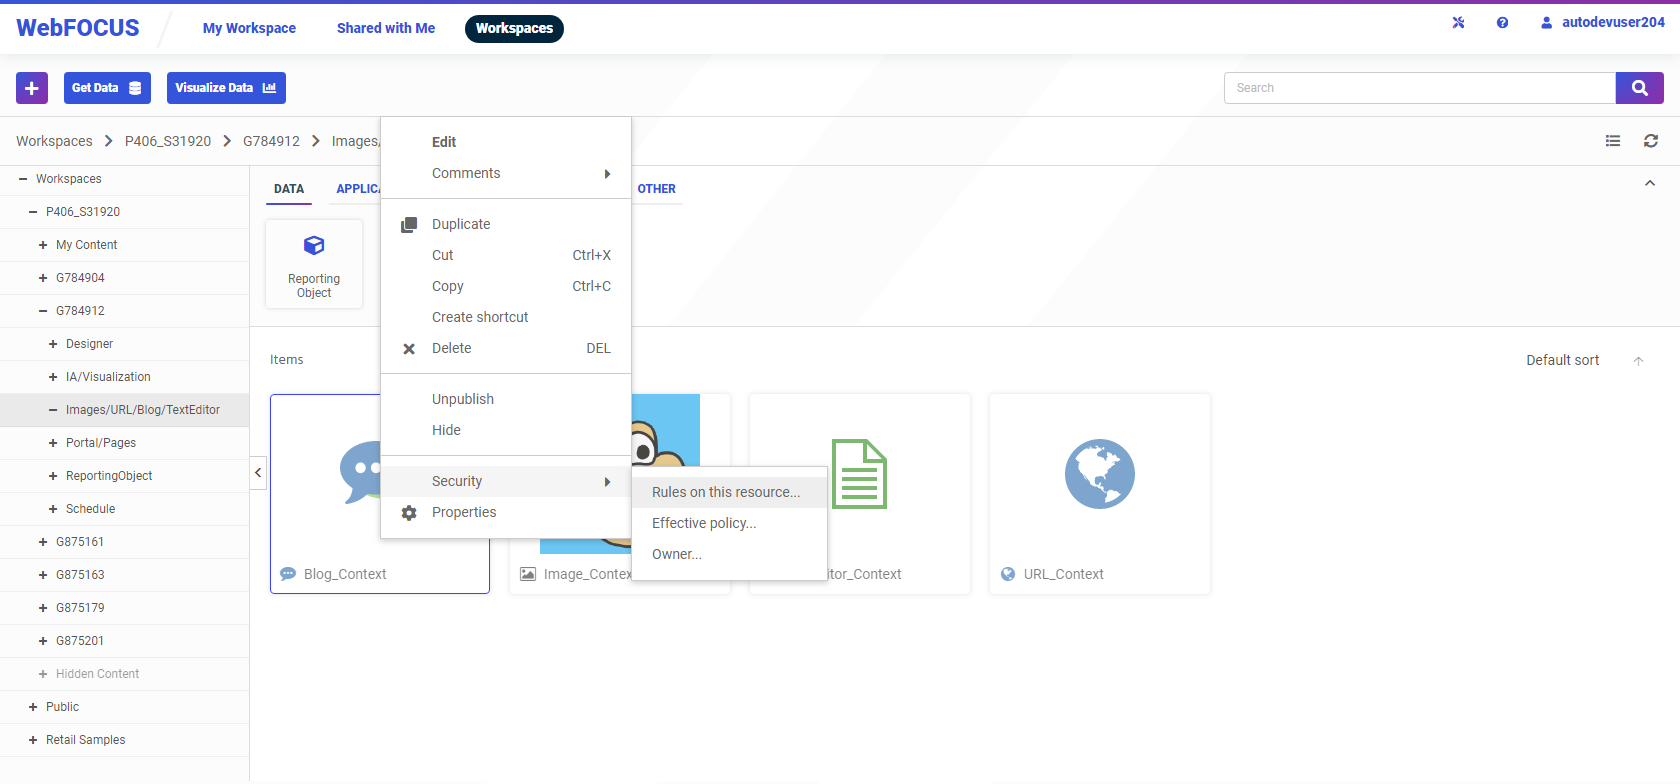 WebFOCUS
My Workspace
Shared with Me
Workspaces
autodevuser204
Get Data
Visualize Data
Search
Workspaces
P406_S31920
G784912
Images/
Workspaces
P406_S31920
My Content
G784904
G784912
Designer
IA/Visualization
Images/URL/Blog/TextEditor
Portal/Pages
ReportingObject
Schedule
G875161
G875163
G875179
G875201
Hidden Content
Public
Retail Samples
DATA
APPLICA
OTHER
Reporting
Object
Items
Default sort
Edit
Comments
Duplicate
Cut Ctrl+X
Copy Ctrl+C
Create shortcut
Delete DEL
Unpublish
Hide
Security
Properties
Rules on this resource...
Effective policy...
Owner...
Blog_Context
Image_Contex
itor_Context
URL_Context